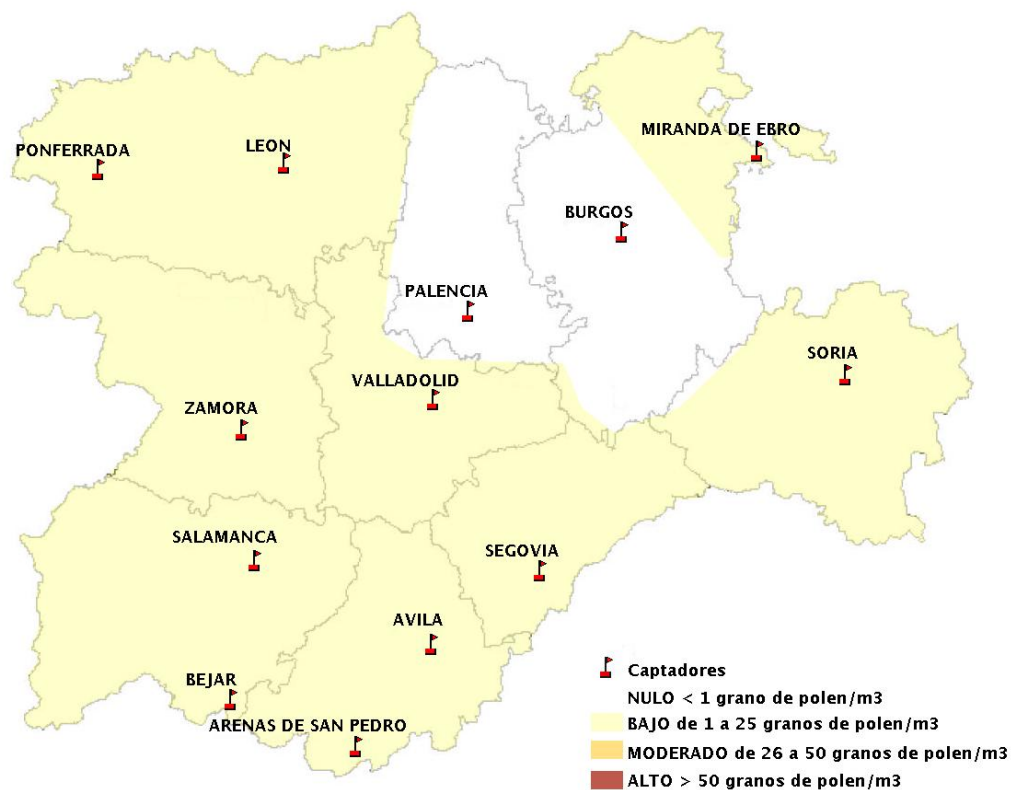 MIRANDA DE EBRO
PONFERRADA
LEON
BURGOS
PALENCIA
SORIA
VALLADOLID
ZAMORA
SALAMANCA
SEGOVIA
AVILA
BEJAR
ARENAS DE SAN PEDRO
Captadores
NULO < 1 grano de polen/m3
BAJO de 1 a 25 granos de polen/m3
MODERADO de 26 a 50 granos de polen/m3
ALTO > 50 granos de polen/m3